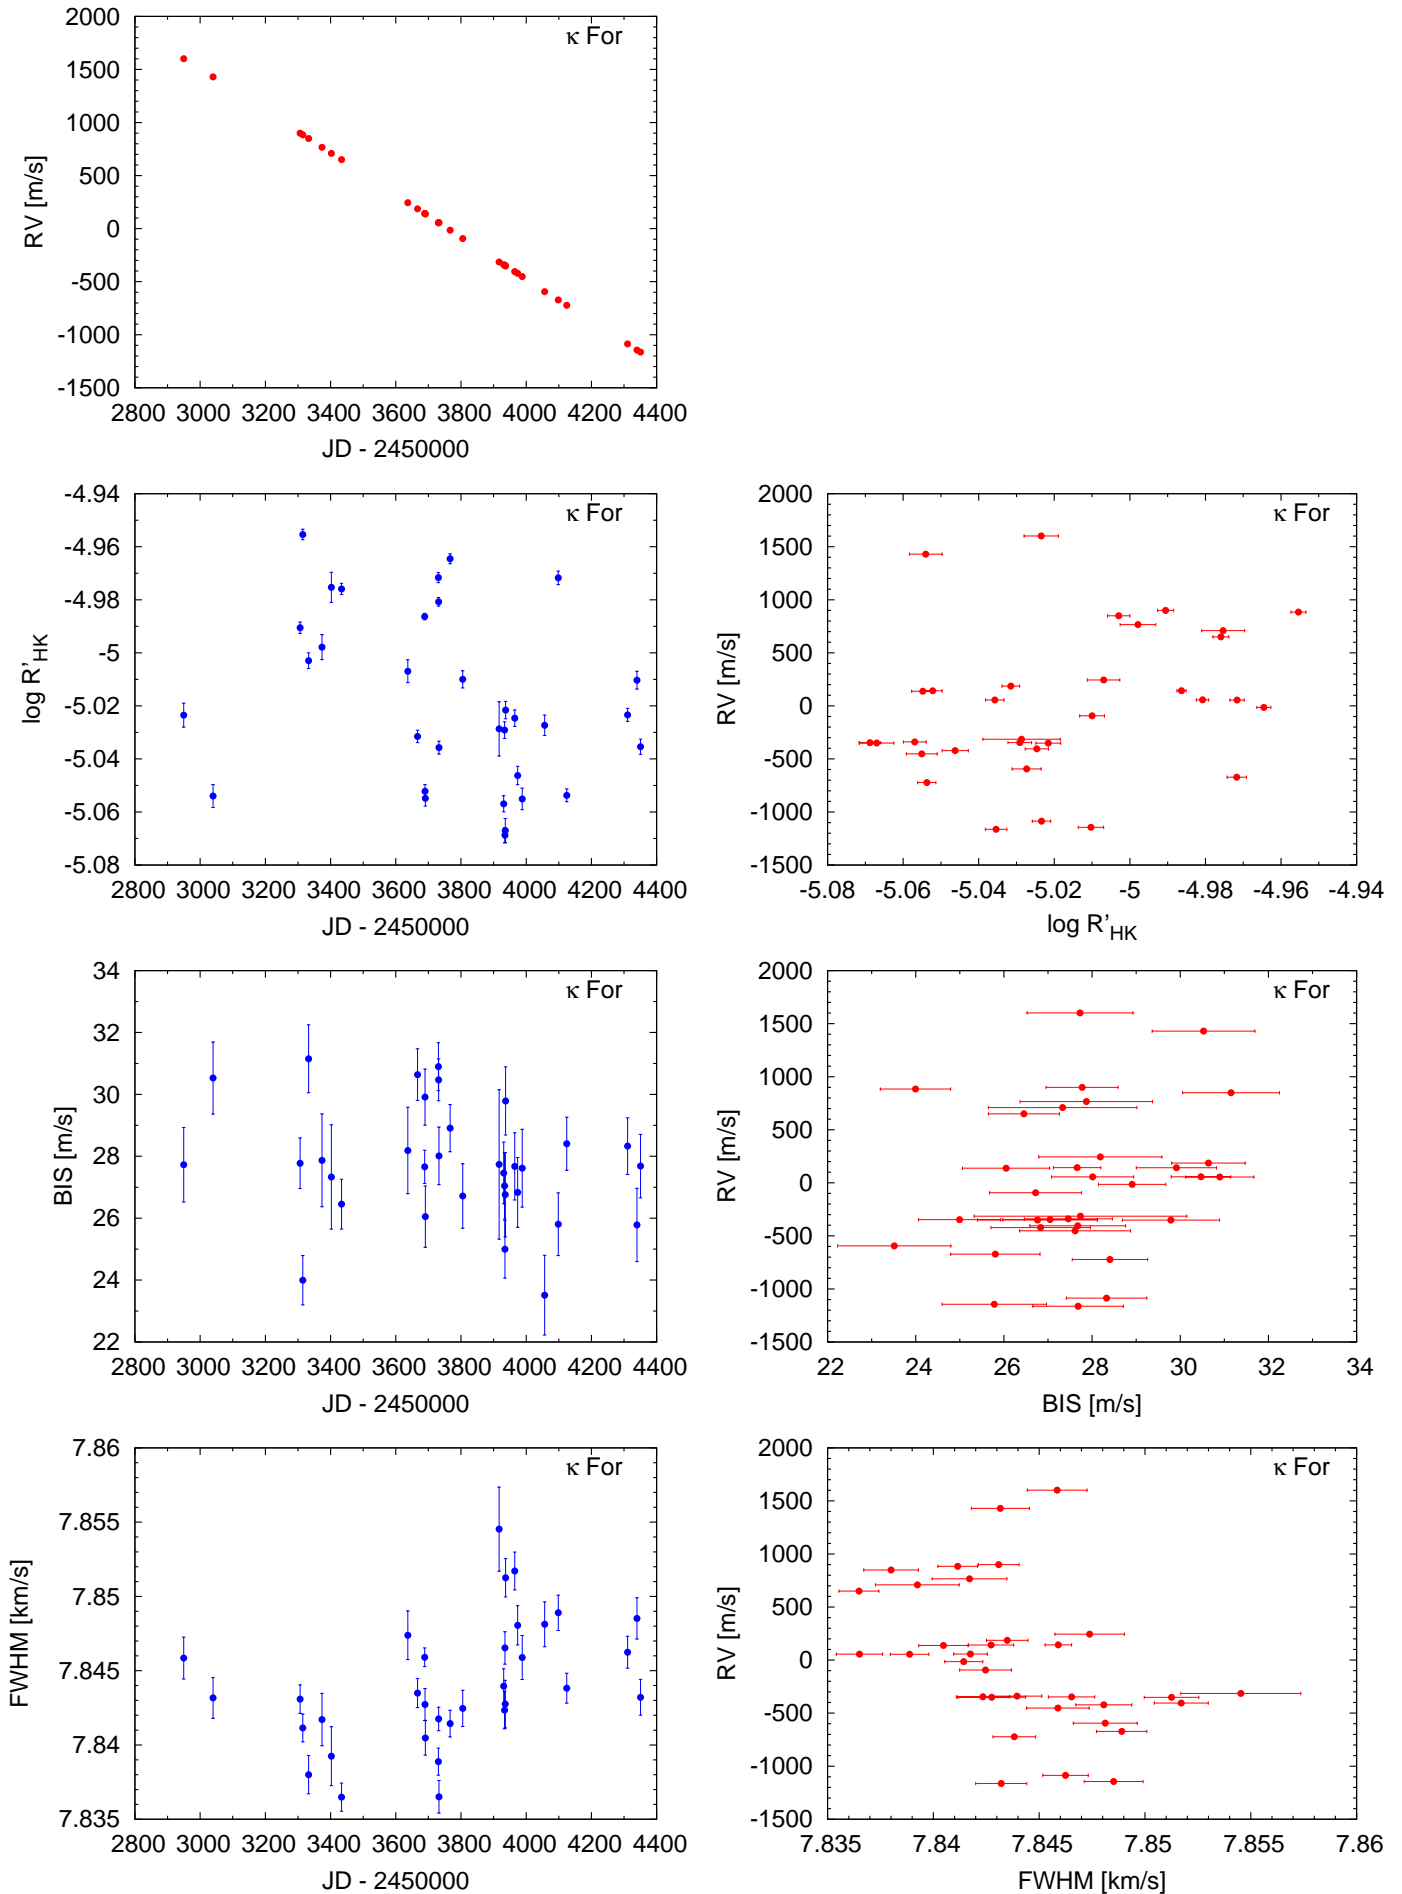 κ For
2000
1500
1000
500
0
-500
-1000
-1500
RV [m/s]
2800 3000 3200 3400 3600 3800 4000 4200 4400
JD - 2450000
κ For
-4.94
-4.96
-4.98
-5
-5.02
-5.04
-5.06
-5.08
log R'HK
2800 3000 3200 3400 3600 3800 4000 4200 4400
JD - 2450000
κ For
2000
1500
1000
500
0
-500
-1000
-1500
RV [m/s]
-5.08 -5.06 -5.04 -5.02 -5 -4.98 -4.96 -4.94
log R'HK
κ For
34
32
30
28
26
24
22
BIS [m/s]
2800 3000 3200 3400 3600 3800 4000 4200 4400
JD - 2450000
κ For
2000
1500
1000
500
0
-500
-1000
-1500
RV [m/s]
22 24 26 28 30 32 34
BIS [m/s]
κ For
7.86
7.855
7.85
7.845
7.84
7.835
FWHM [km/s]
2800 3000 3200 3400 3600 3800 4000 4200 4400
JD - 2450000
κ For
2000
1500
1000
500
0
-500
-1000
-1500
RV [m/s]
7.835 7.84 7.845 7.85 7.855 7.86
FWHM [km/s]